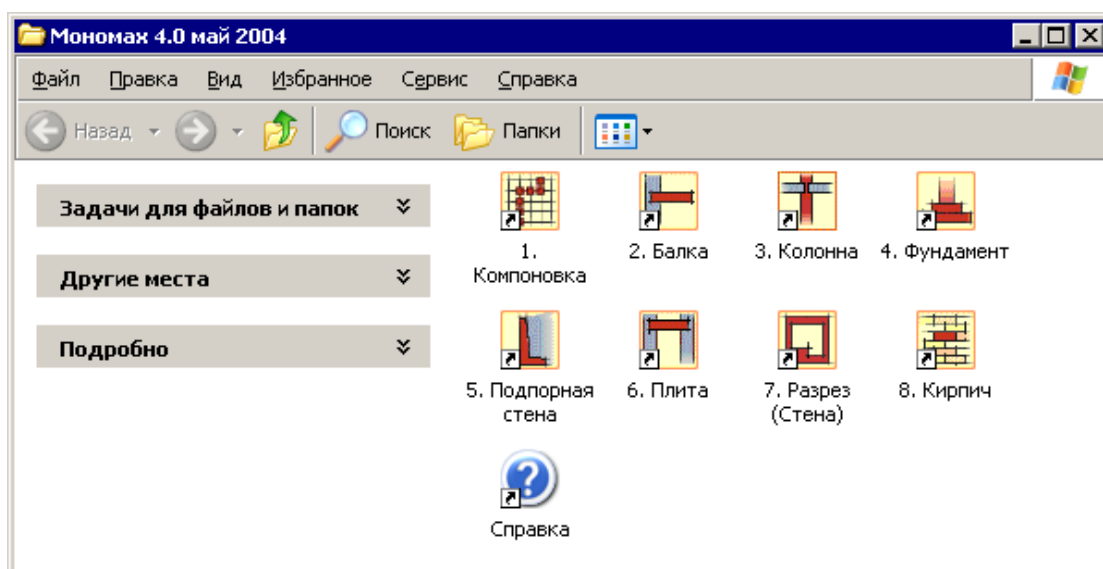 Мономах 4.0 май 2004
Файл Правка Вид Избранное Сервис Справка
Назад Поиск Папки
Задачи для файлов и папок
Другие места
Подробно
1.
Компоновка
2. Балка
3. Колонна
4. Фундамент
5. Подпорная
стена
6. Плита
7. Разрез
(Стена)
8. Кирпич
Справка